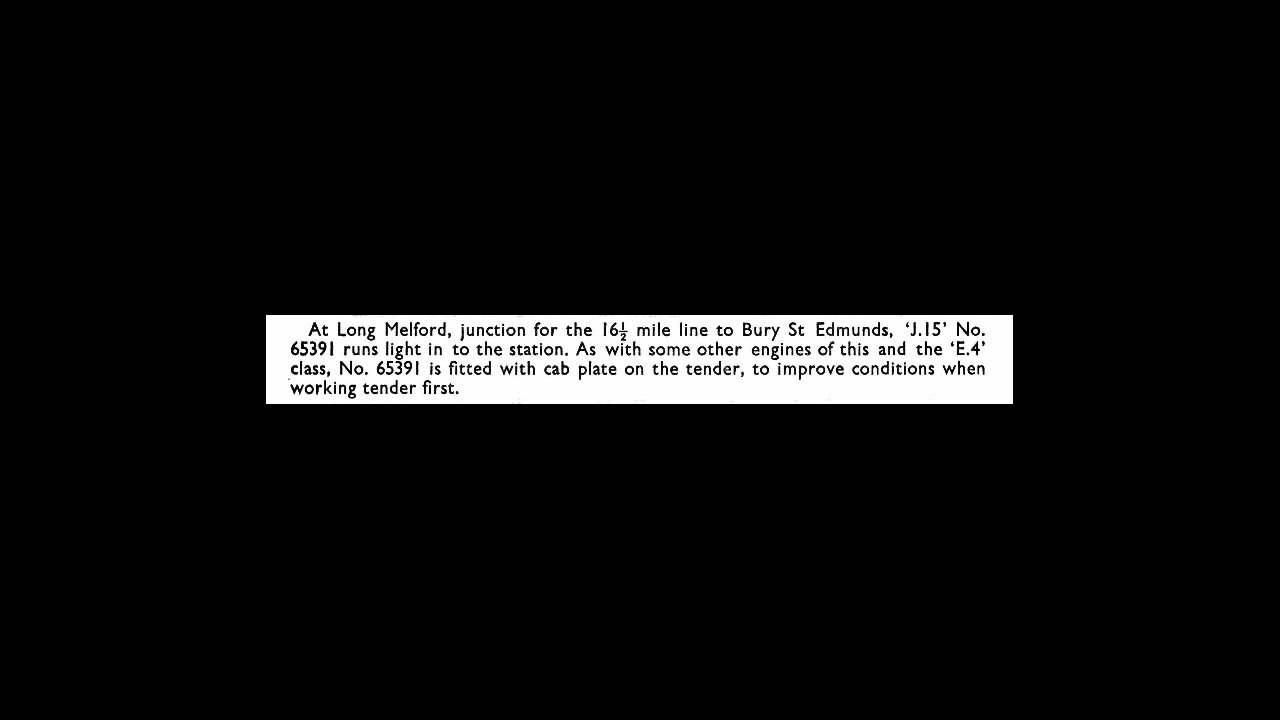 At Long Melford, junction for the 16½ mile line to Bury St Edmunds, ‘J.15’ No.
65391 runs light in to the station. As with some other engines of this and the ‘E.4’
class, No. 65391 is fitted with cab plate on the tender, to improve conditions when
working tender first.